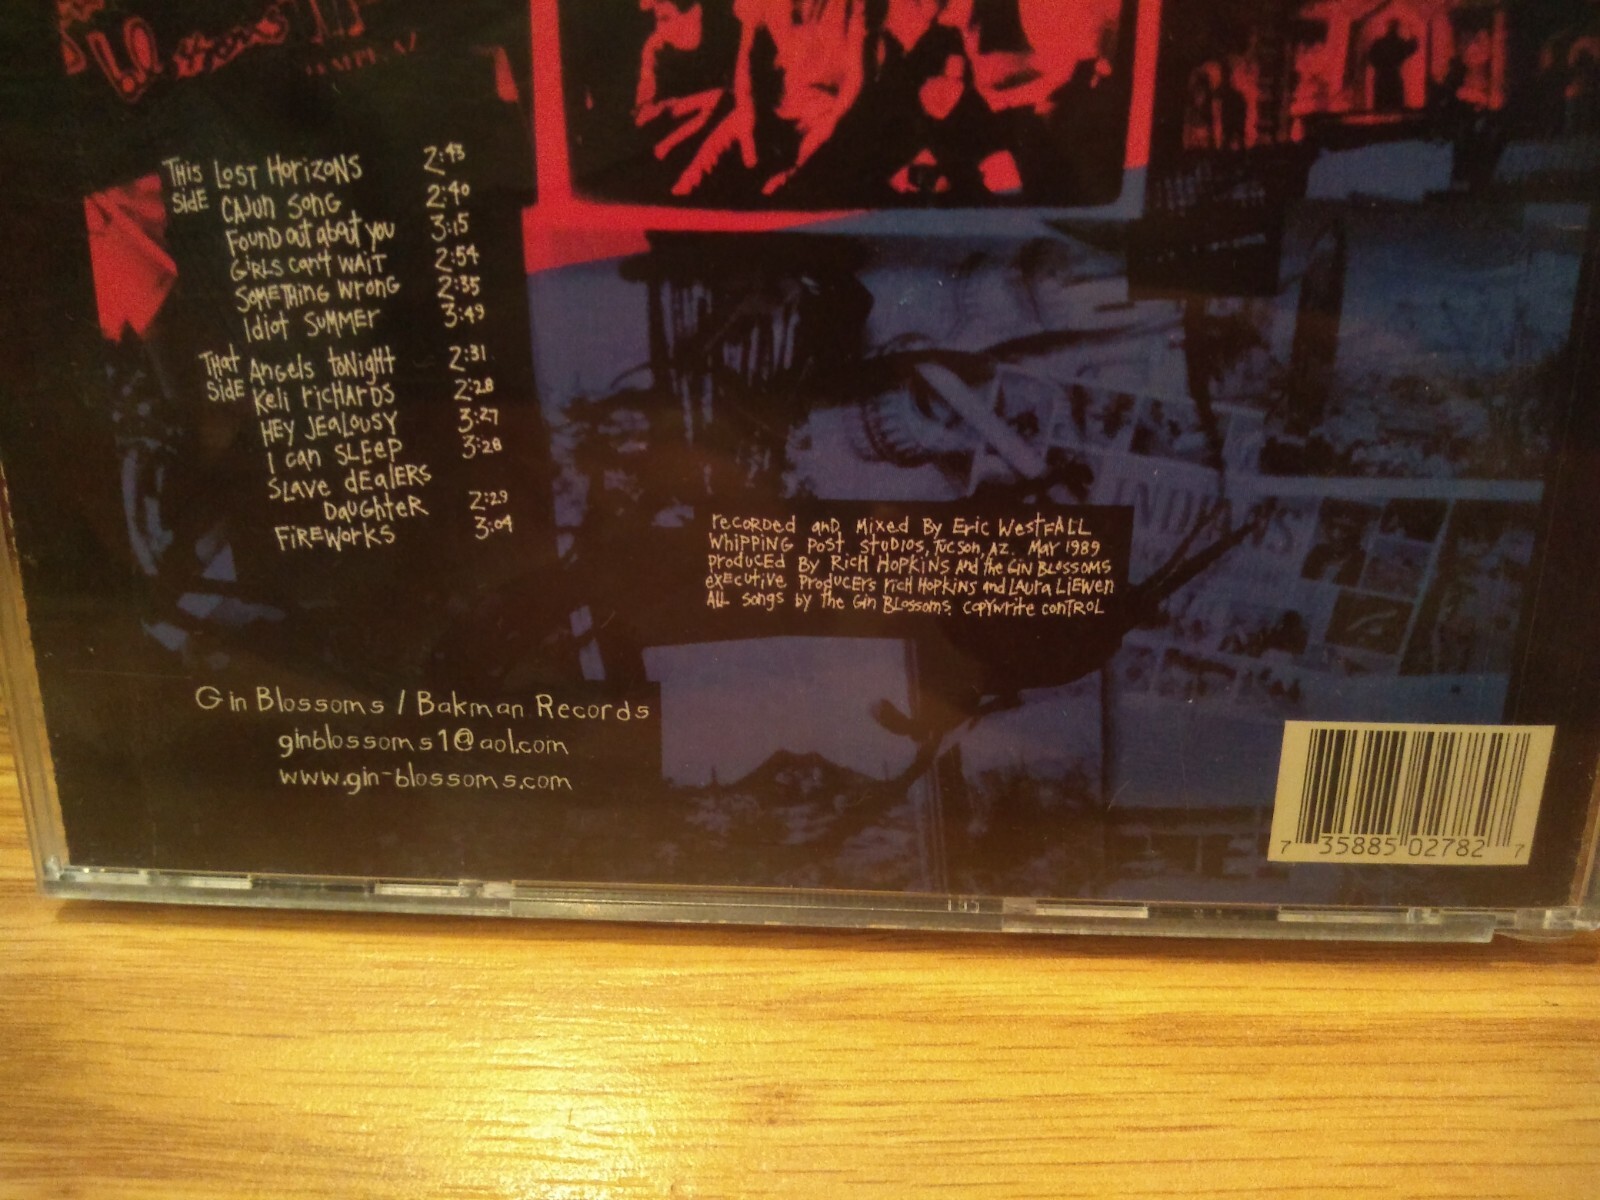 This Lost Horizons 2:43
Side Cajun Song 2:40
Found out about you 3:15
Girls can't wait 2:54
Something wrong 2:35
Idiot Summer 3:49
That Angels tonight 2:31
Side Keli richards 2:28
Hey Jealousy 3:27
I can sleep 3:28
Slave dealers
Daughter 2:29
Fireworks 3:04
recorded and Mixed By Eric Westfall
Whipping Post Studios, Tucson, AZ. May 1989
Produced By Rich Hopkins and the Gin Blossoms
executive Producers Rich Hopkins and Laura Liewen
All songs by the Gin Blossoms, copywrite control
Gin Blossoms / Bakman Records
ginblossoms1@aol.com
www.gin-blossoms.com
INDIANS
7 35885 02782 7